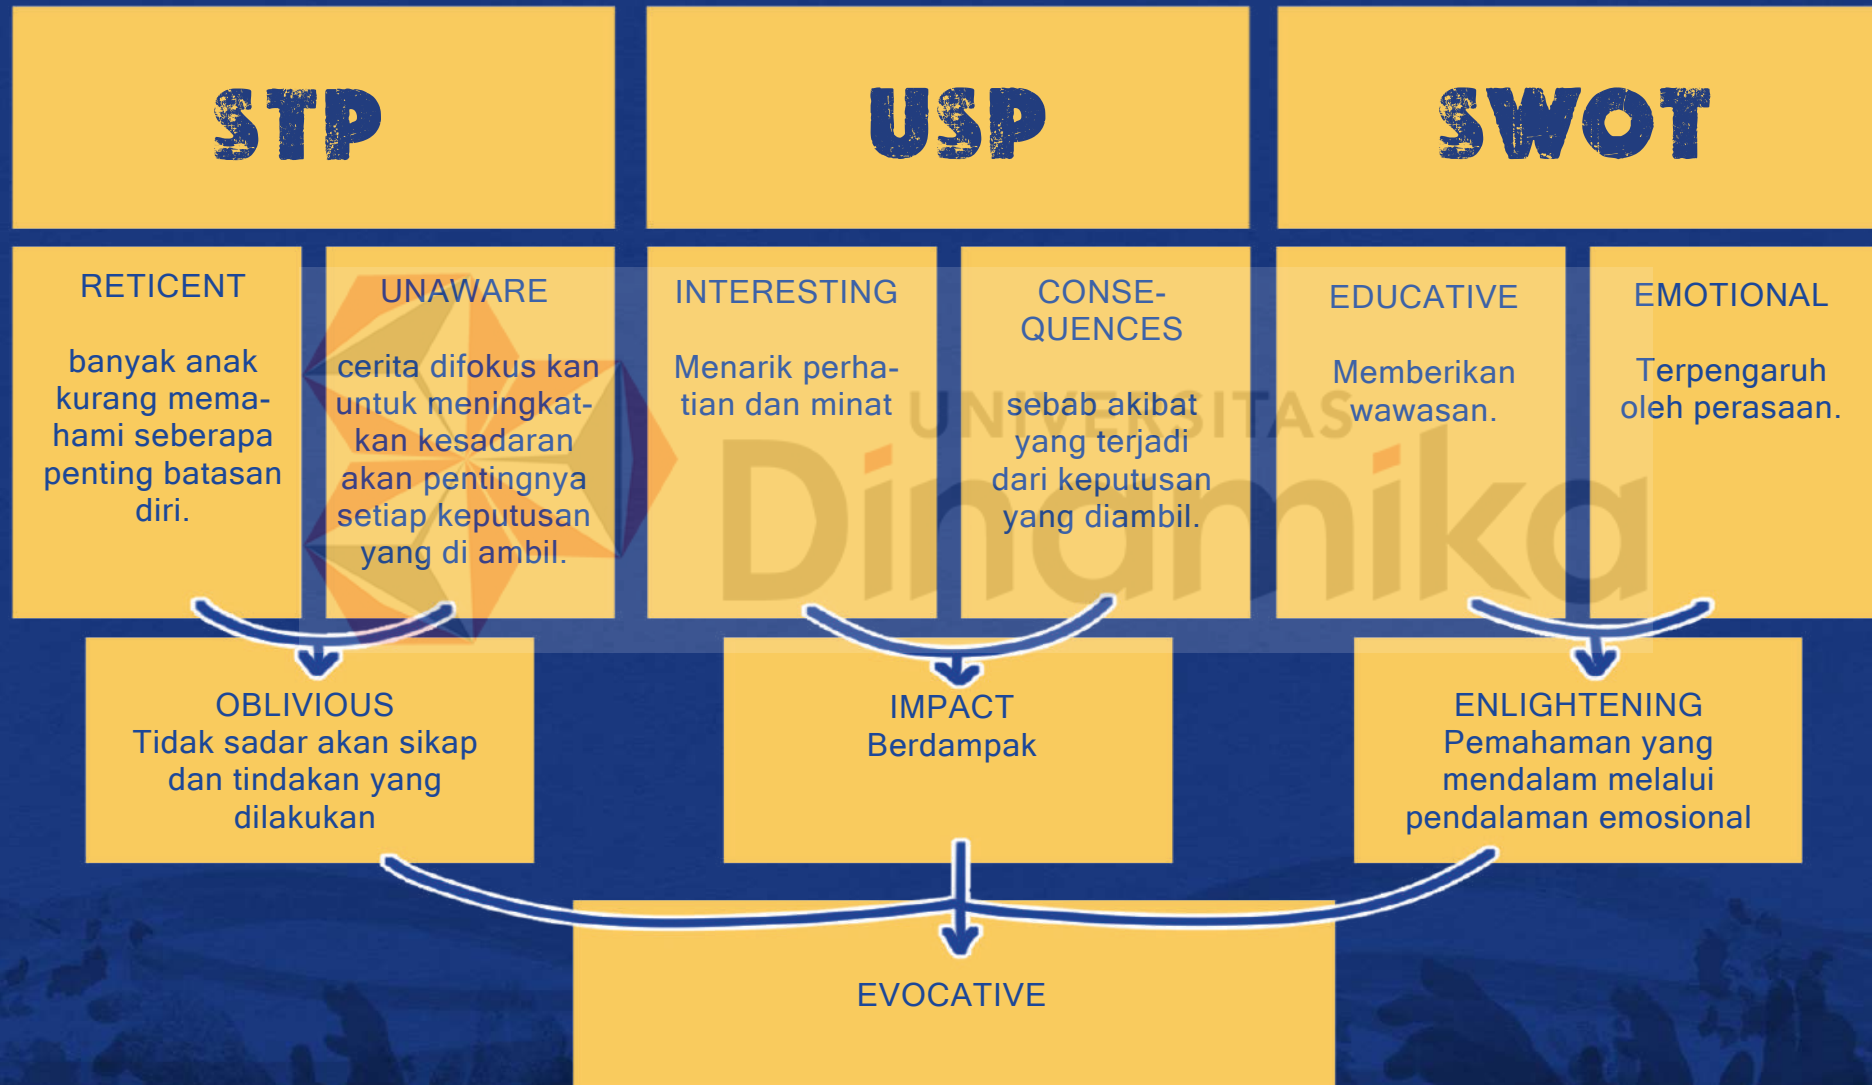 STP
USP
SWOT
RETICENT
banyak anak
kurang mema-
hami seberapa
penting batasan
diri.
UNAWARE
cerita difokus kan
untuk meningkat-
kan kesadaran
akan pentingnya
setiap keputusan
yang di ambil.
INTERESTING
Menarik perha-
tian dan minat
CONSE-
QUENCES
sebab akibat
yang terjadi
dari keputusan
yang diambil.
EDUCATIVE
Memberikan
wawasan.
EMOTIONAL
Terpengaruh
oleh perasaan.
UNIVERSITAS
Dinamika
OBLIVIOUS
Tidak sadar akan sikap
dan tindakan yang
dilakukan
IMPACT
Berdampak
ENLIGHTENING
Pemahaman yang
mendalam melalui
pendalaman emosional
EVOCATIVE